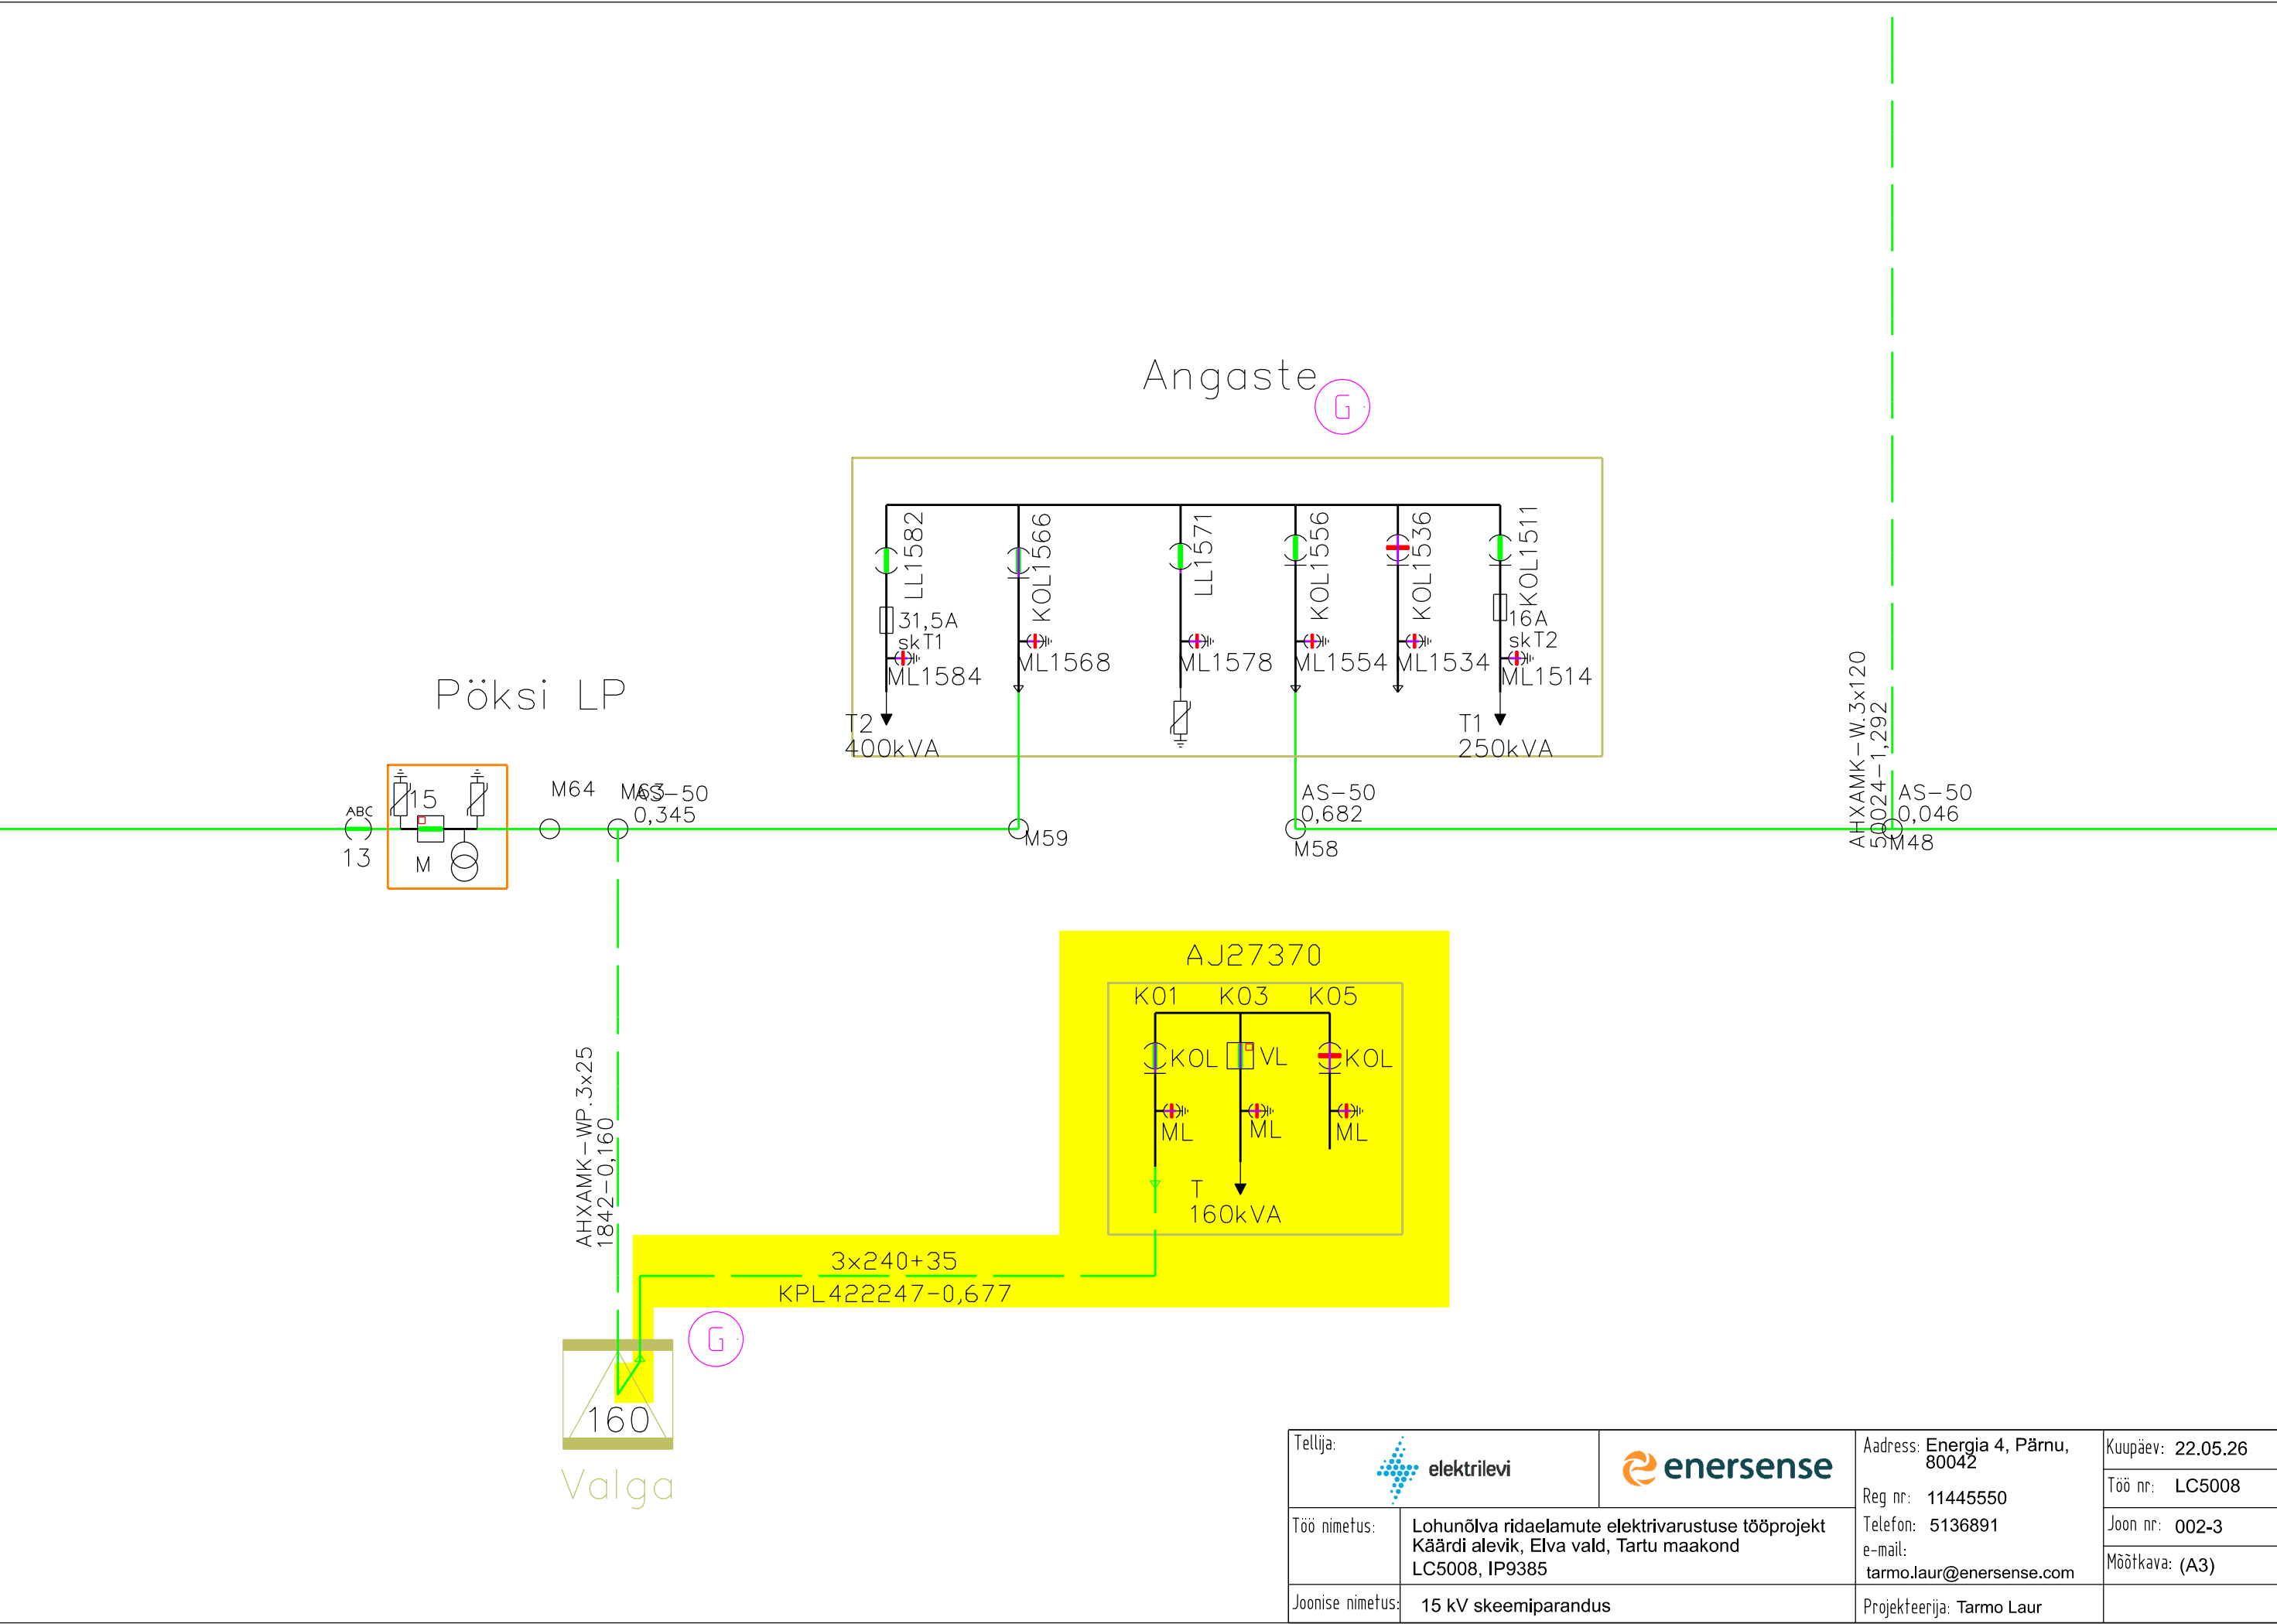 Angaste
G
LL1582
KOL1566
LL1571
KOL1556
KOL1536
KOL1511
31,5A
skT1
ML1584
ML1568
ML1578
ML1554
ML1534
16A
skT2
ML1514
T2
400kVA
T1
250kVA
Pöksi LP
ABC
13
15
M
M64
M63
AS-50
0,345
M59
AS-50
0,682
M58
AHXAMK-W.3x120
50024-1,292
AS-50
0,046
M48
AJ27370
K01 K03 K05
KOL VL KOL
ML ML ML
T
160kVA
AHXAMK-WP.3x25
1842-0,160
3x240+35
KPL422247-0,677
G
160
Valga
Tellija:
elektrilevi
enersense
Aadress: Energia 4, Pärnu,
80042
Reg nr: 11445550
Telefon: 5136891
e-mail:
tarmo.laur@enersense.com
Projekteerija: Tarmo Laur
Kuupäev: 22.05.26
Töö nr: LC5008
Joon nr: 002-3
Mõõtkava: (A3)
Töö nimetus:
Lohunõlva ridaelamute elektrivarustuse tööprojekt
Käärdi alevik, Elva vald, Tartu maakond
LC5008, IP9385
Joonise nimetus: 15 kV skeemiparandus